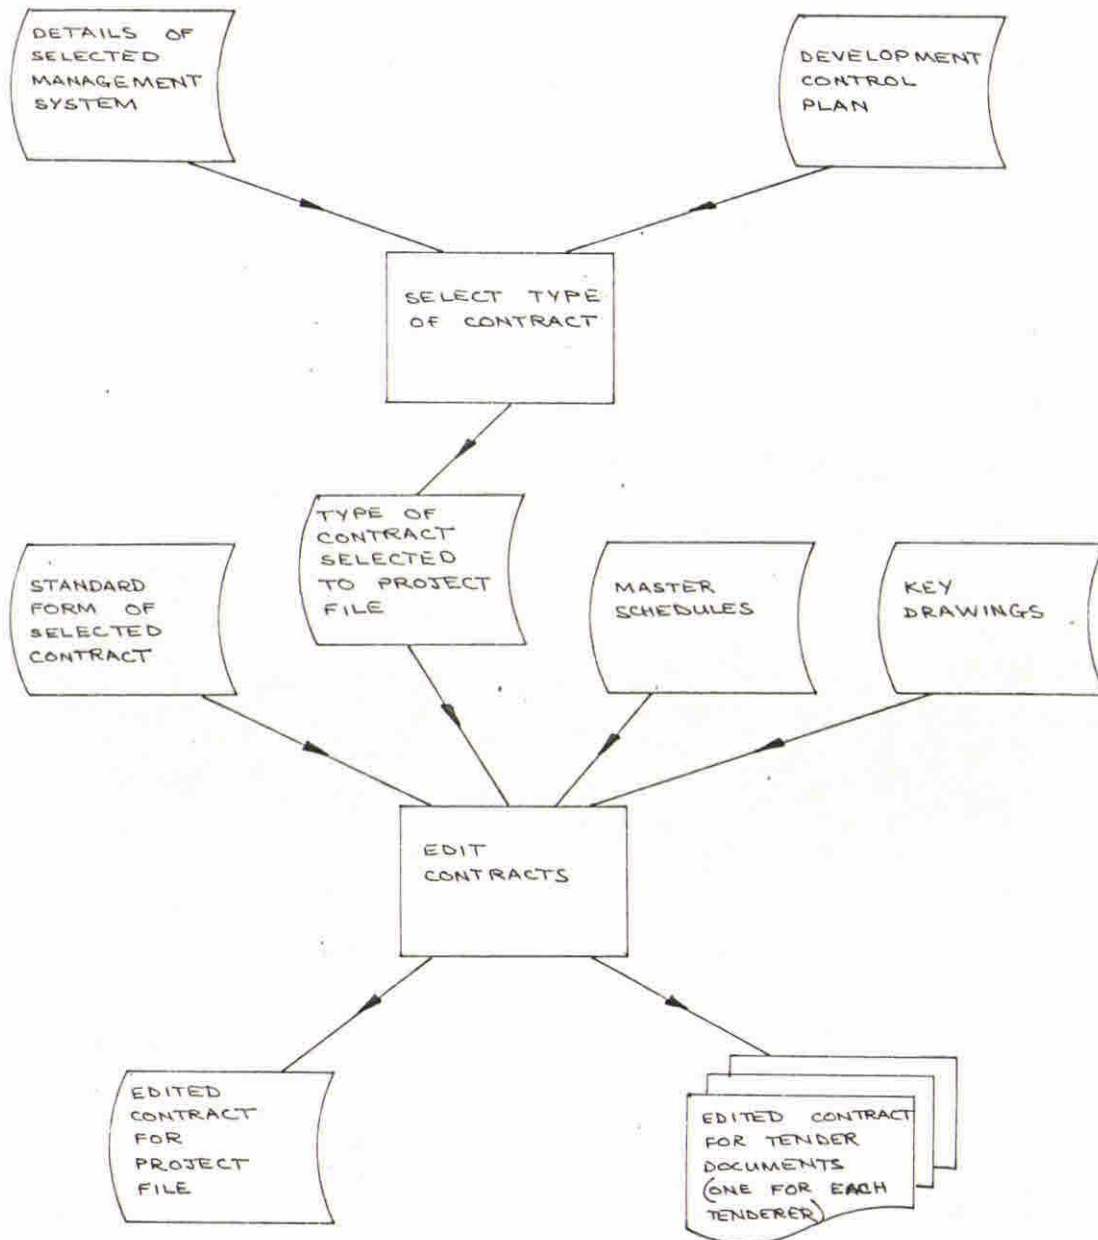 DETAILS OF
SELECTED
MANAGEMENT
SYSTEM
DEVELOPMENT
CONTROL
PLAN
SELECT TYPE
OF CONTRACT
TYPE OF
CONTRACT
SELECTED
TO PROJECT
FILE
STANDARD
FORM OF
SELECTED
CONTRACT
MASTER
SCHEDULES
KEY
DRAWINGS
EDIT
CONTRACTS
EDITED
CONTRACT
FOR
PROJECT
FILE
EDITED CONTRACT
FOR TENDER
DOCUMENTS
(ONE FOR EACH
TENDERER)